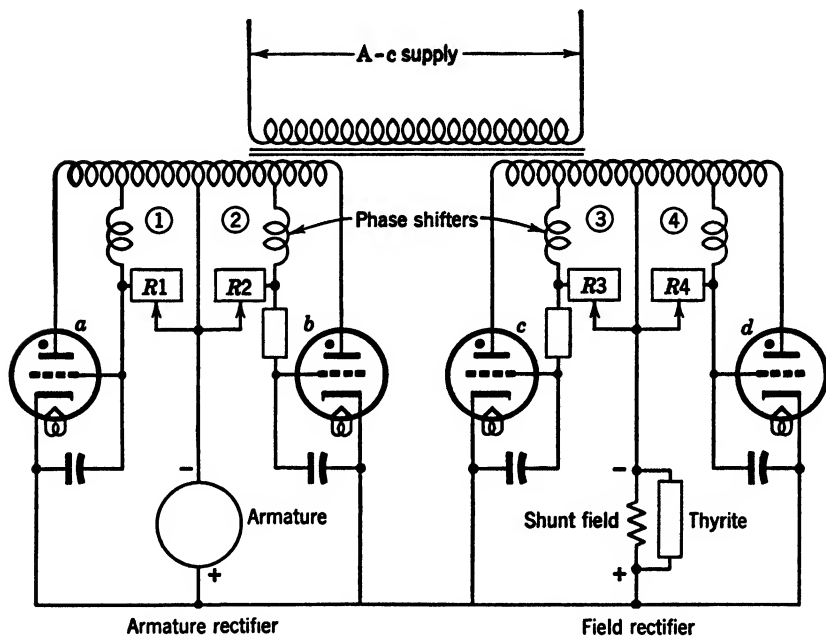 A-c supply
① ② Phase shifters ③ ④
R1 R2 R3 R4
a b c d
- -
Armature Shunt field Thyrite
+ +
Armature rectifier Field rectifier